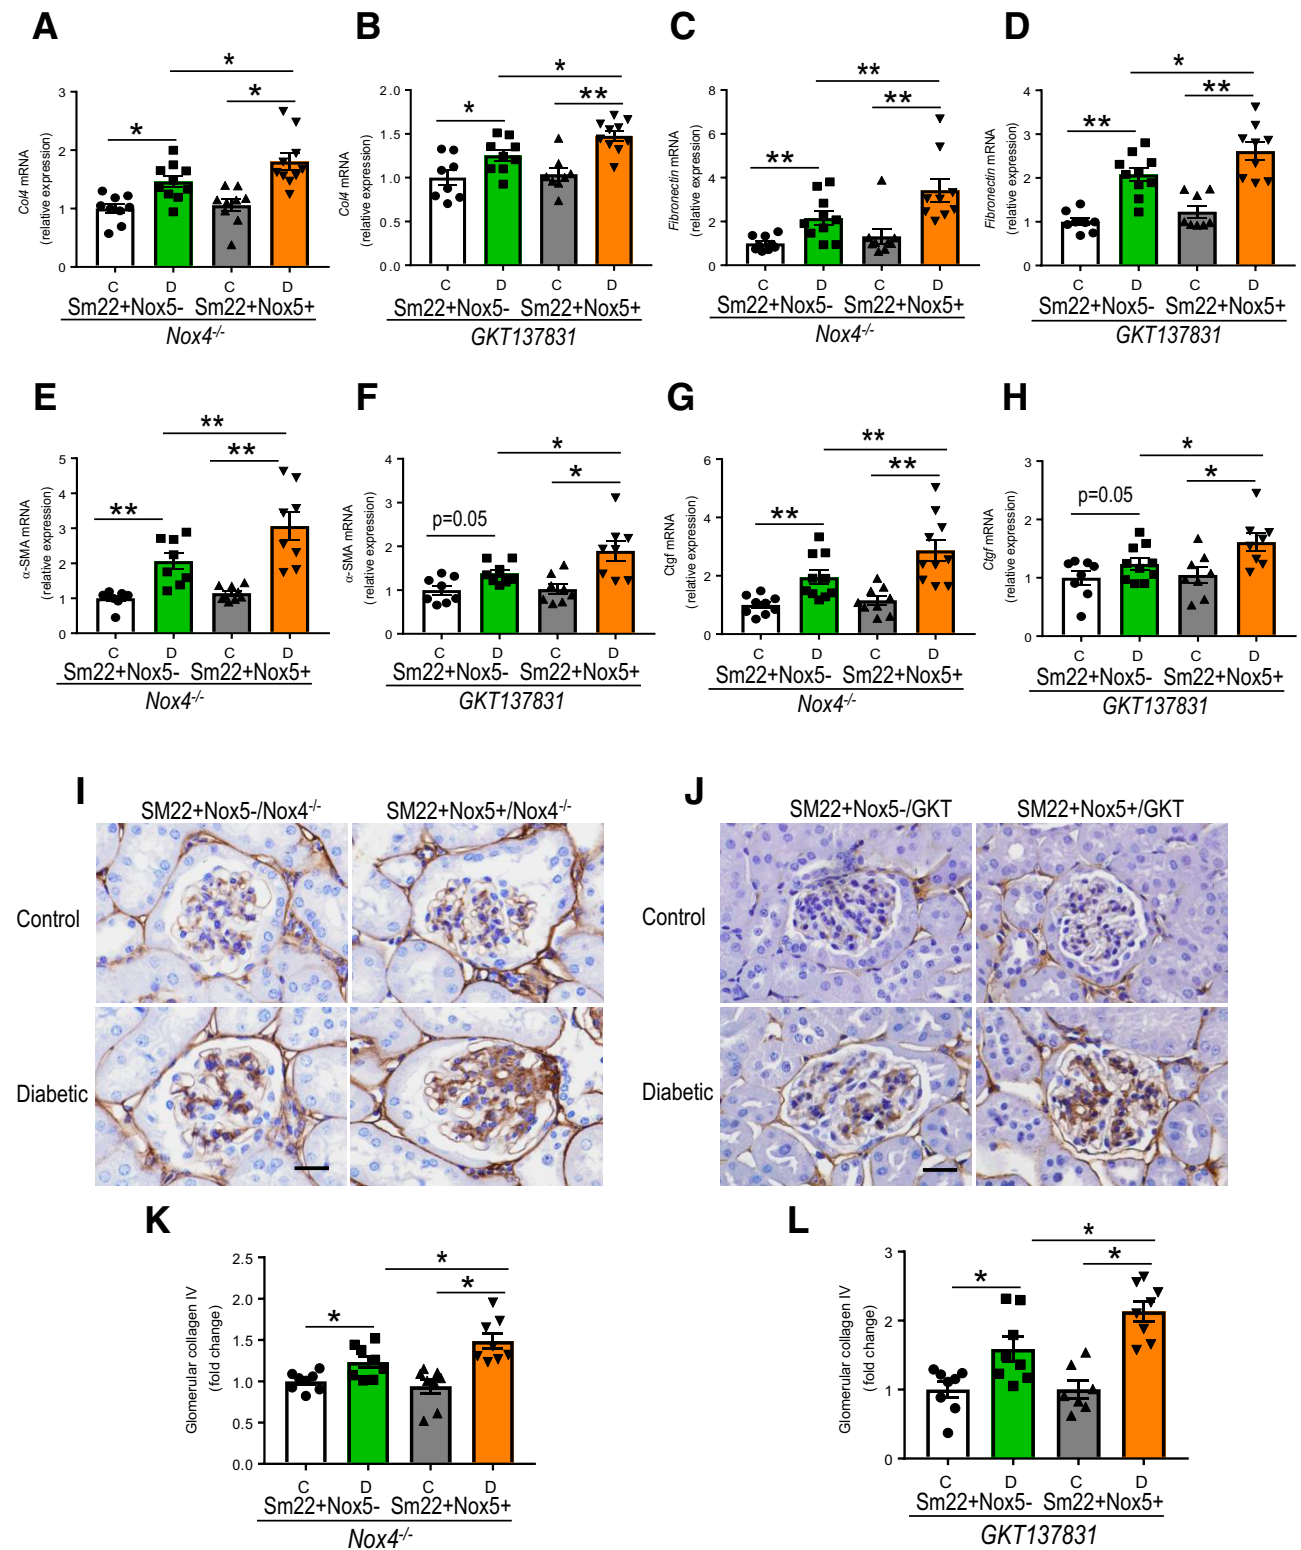 A
Col4 mRNA
(relative expression)
3
2
1
0
*
*
*
C D C D
Sm22+Nox5- Sm22+Nox5+
Nox4-/-
B
Col4 mRNA
(relative expression)
2.0
1.5
1.0
0.5
0.0
*
**
*
C D C D
Sm22+Nox5- Sm22+Nox5+
GKT137831
C
Fibronectin mRNA
(relative expression)
8
6
4
2
0
**
**
**
C D C D
Sm22+Nox5- Sm22+Nox5+
Nox4-/-
D
Fibronectin mRNA
(relative expression)
4
3
2
1
0
*
**
**
C D C D
Sm22+Nox5- Sm22+Nox5+
GKT137831
E
α-SMA mRNA
(relative expression)
5
4
3
2
1
0
**
**
**
C D C D
Sm22+Nox5- Sm22+Nox5+
Nox4-/-
F
α-SMA mRNA
(relative expression)
4
3
2
1
0
*
*
p=0.05
C D C D
Sm22+Nox5- Sm22+Nox5+
GKT137831
G
Ctgf mRNA
(relative expression)
6
4
2
0
**
**
**
C D C D
Sm22+Nox5- Sm22+Nox5+
Nox4-/-
H
Ctgf mRNA
(relative expression)
3
2
1
0
*
*
p=0.05
C D C D
Sm22+Nox5- Sm22+Nox5+
GKT137831
I
SM22+Nox5-/Nox4-/- SM22+Nox5+/Nox4-/-
Control
Diabetic
J
SM22+Nox5-/GKT SM22+Nox5+/GKT
Control
Diabetic
K
Glomerular collagen IV
(fold change)
2.5
2.0
1.5
1.0
0.5
0.0
*
*
*
C D C D
Sm22+Nox5- Sm22+Nox5+
Nox4-/-
L
Glomerular collagen IV
(fold change)
3
2
1
0
*
*
*
C D C D
Sm22+Nox5- Sm22+Nox5+
GKT137831